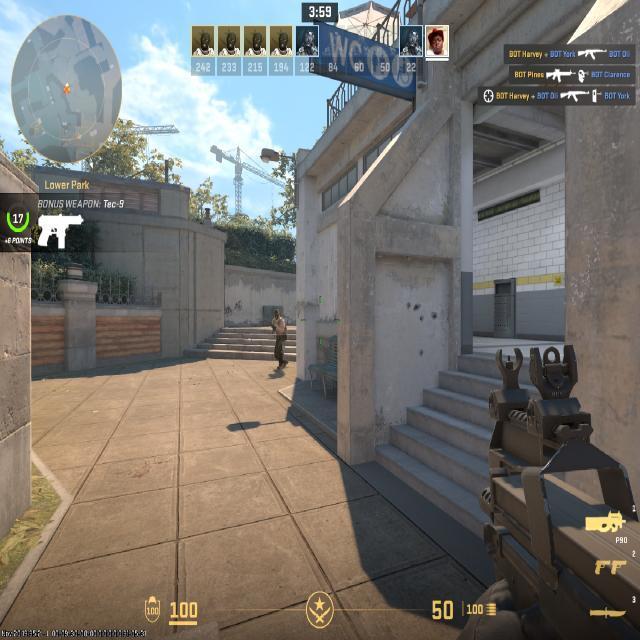 3:59
242 233 215 194 122 84 60 50 22
WC
BOT Harvey + BOT York BOT Oli
BOT Pines BOT Clarence
BOT Harvey + BOT Oli BOT York
Lower Park
BONUS WEAPON: Tec-9
17
+6 POINTS
1
P90
2
3
100 100
50 100